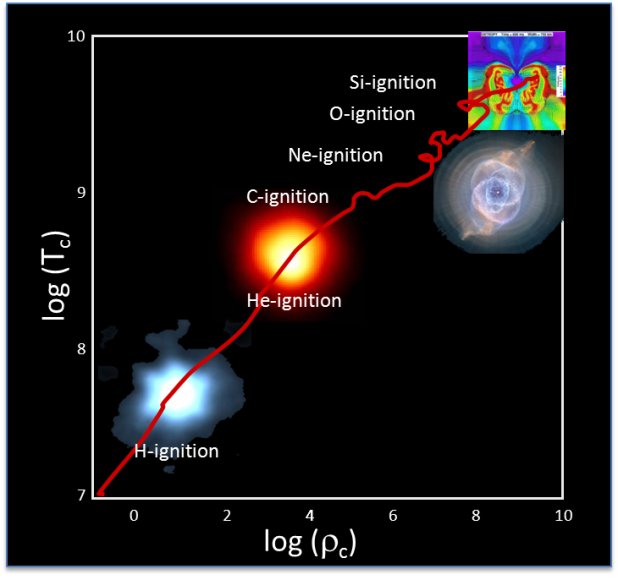 10
Si-ignition
O-ignition
Ne-ignition
9
C-ignition
log (Tc)
He-ignition
8
H-ignition
7
0 2 4 6 8 10
log (ρc)